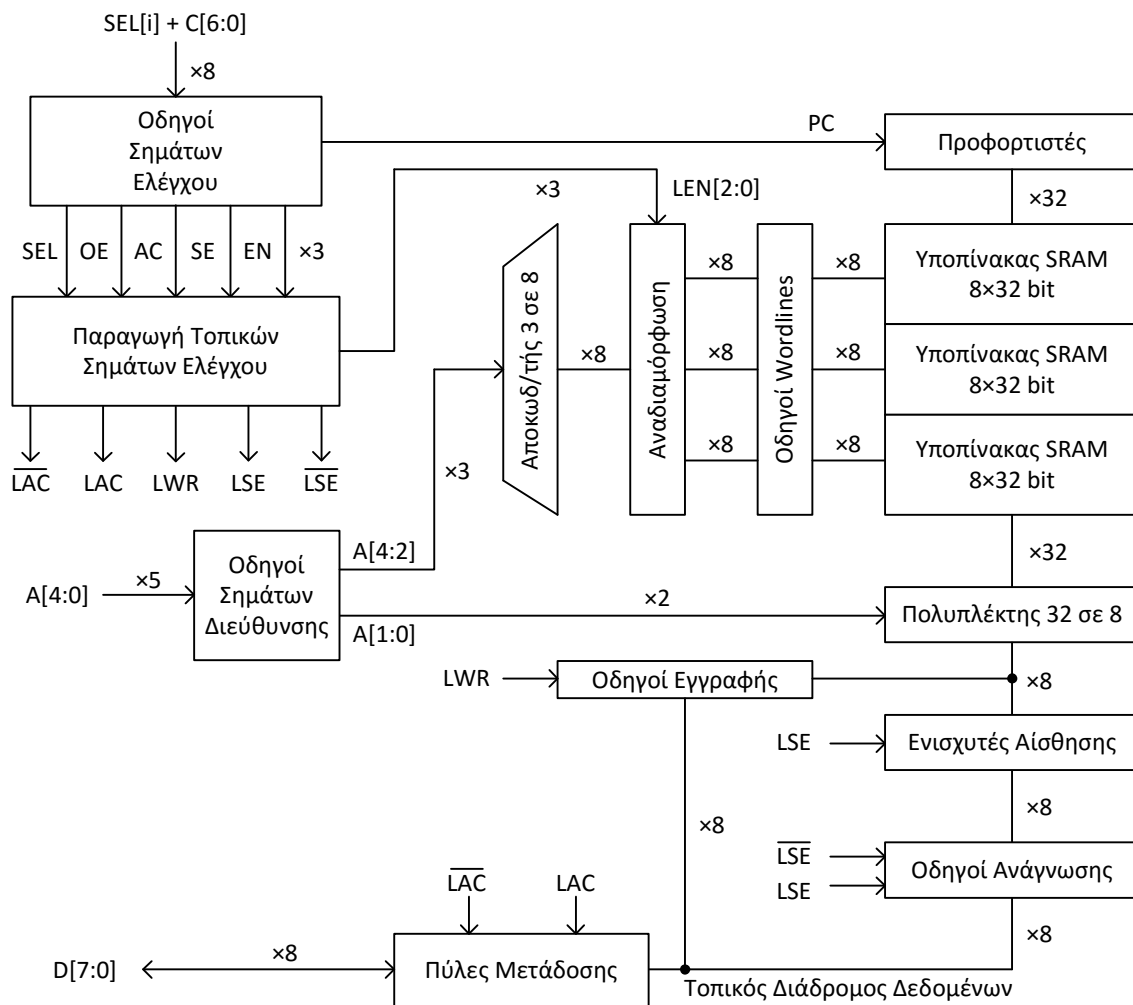 SEL[i] + C[6:0]
×8
Οδηγοί
Σημάτων
Ελέγχου
PC
Προφορτιστές
×3
LEN[2:0]
×32
SEL
OE
AC
SE
EN
×3
Παραγωγή Τοπικών
Σημάτων Ελέγχου
Αποκωδ/τής 3 σε 8
×8
Αναδιαμόρφωση
×8
×8
×8
Οδηγοί Wordlines
×8
×8
×8
Υποπίνακας SRAM
8×32 bit
Υποπίνακας SRAM
8×32 bit
Υποπίνακας SRAM
8×32 bit
LAC
LAC
LWR
LSE
LSE
×3
×32
A[4:0]
×5
Οδηγοί
Σημάτων
Διεύθυνσης
A[4:2]
×2
A[1:0]
Πολυπλέκτης 32 σε 8
LWR
Οδηγοί Εγγραφής
×8
LSE
Ενισχυτές Αίσθησης
×8
×8
LSE
LSE
Οδηγοί Ανάγνωσης
×8
LAC
LAC
D[7:0]
×8
Πύλες Μετάδοσης
Τοπικός Διάδρομος Δεδομένων